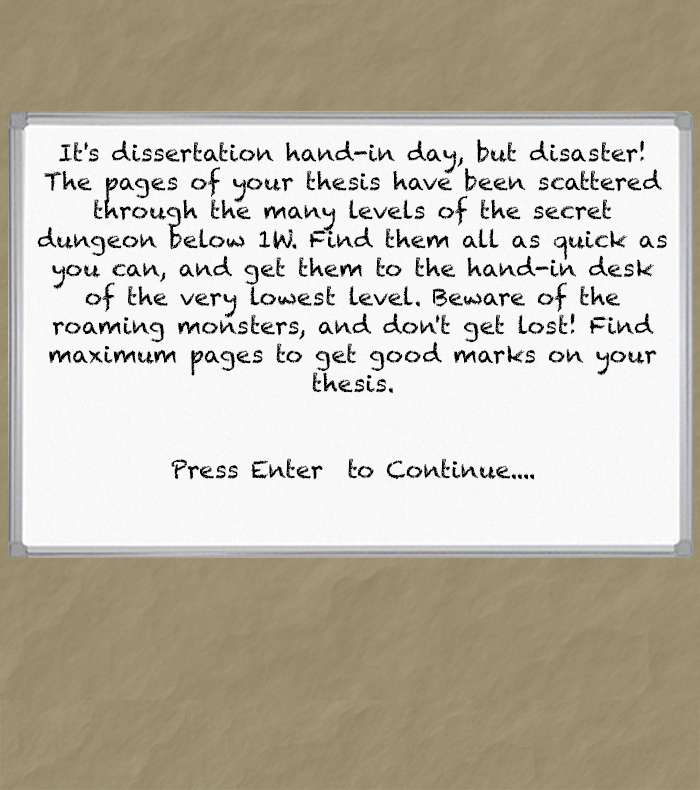 It's dissertation hand-in day, but disaster!
The pages of your thesis have been scattered
through the many levels of the secret
dungeon below 1W. Find them all as quick as
you can, and get them to the hand-in desk
of the very lowest level. Beware of the
roaming monsters, and don't get lost! Find
maximum pages to get good marks on your
thesis.
Press Enter to Continue....